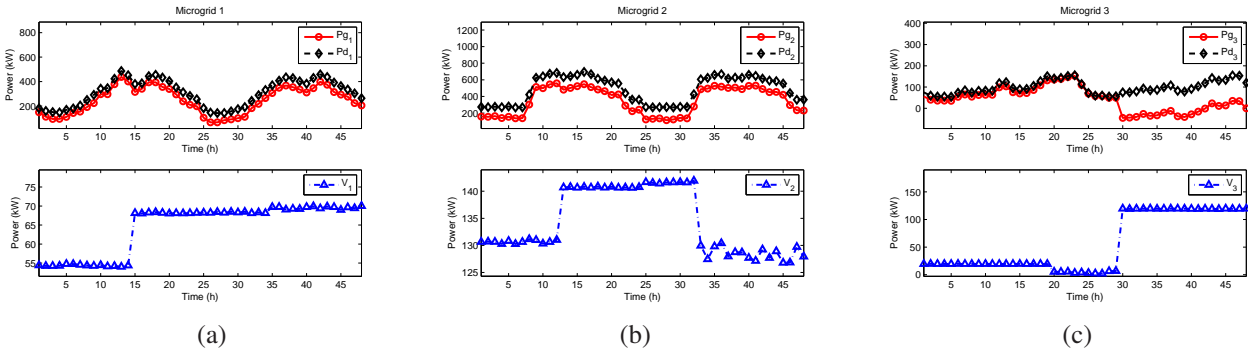 Microgrid 1
Power (kW)
800
600
400
200
Pg1
Pd1
5 10 15 20 25 30 35 40 45
Time (h)
Power (kW)
75
70
65
60
55
V1
5 10 15 20 25 30 35 40 45
Time (h)
(a)
Microgrid 2
Power (kW)
1200
1000
800
600
400
200
Pg2
Pd2
5 10 15 20 25 30 35 40 45
Time (h)
Power (kW)
140
135
130
125
V2
5 10 15 20 25 30 35 40 45
Time (h)
(b)
Microgrid 3
Power (kW)
400
300
200
100
0
Pg3
Pd3
5 10 15 20 25 30 35 40 45
Time (h)
Power (kW)
150
100
50
0
V3
5 10 15 20 25 30 35 40 45
Time (h)
(c)